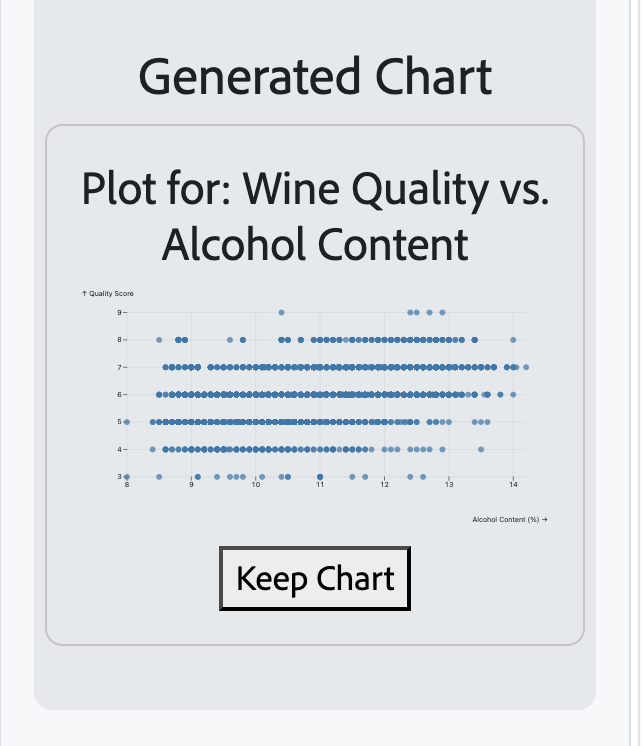 Generated Chart
Plot for: Wine Quality vs.
Alcohol Content
↑ Quality Score
9
8
7
6
5
4
3
8 9 10 11 12 13 14
Alcohol Content (%) →
Keep Chart